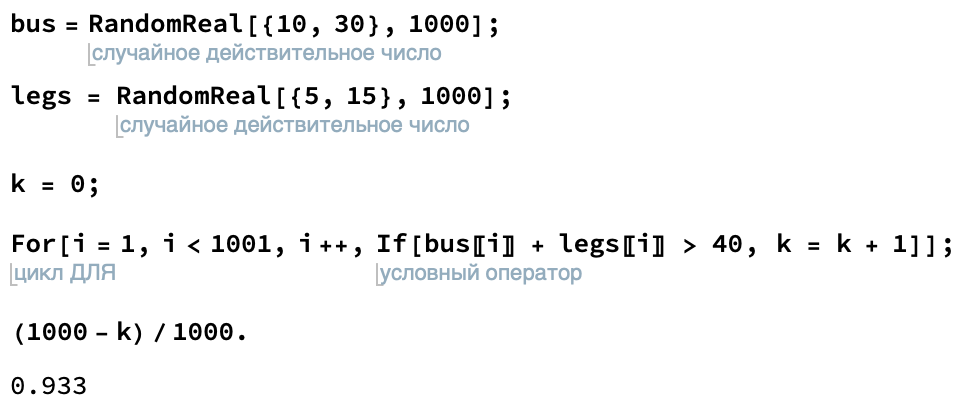 bus = RandomReal[{10, 30}, 1000];
случайное действительное число
legs = RandomReal[{5, 15}, 1000];
случайное действительное число
k = 0;
For[i = 1, i < 1001, i++, If[bus〚i〛 + legs〚i〛 > 40, k = k + 1]];
цикл ДЛЯ условный оператор
(1000 - k) / 1000.
0.933